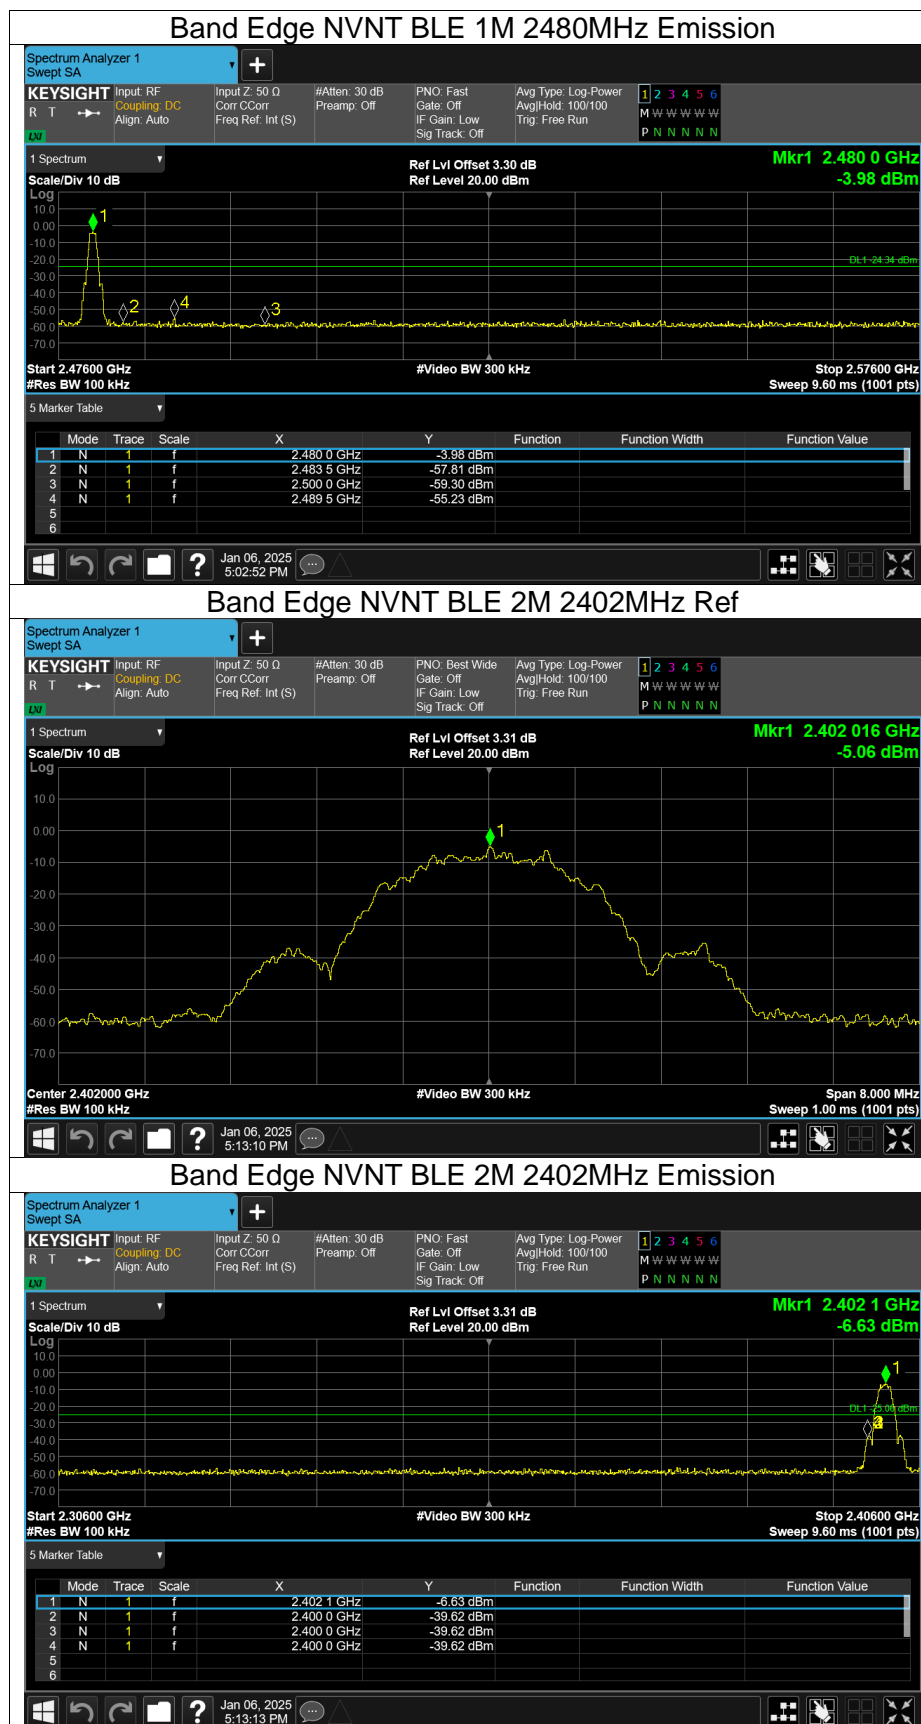 Band Edge NVNT BLE 1M 2480MHz Emission
Spectrum Analyzer 1
Swept SA
+
KEYSIGHT Input: RF Input Z: 50 Ω #Atten: 30 dB PNO: Fast Avg Type: Log-Power 1 2 3 4 5 6
R T Coupling: DC Corr CCorr Preamp: Off Gate: Off Avg|Hold: 100/100 M W W W W W
Align: Auto Freq Ref: Int (S) IF Gain: Low Trig: Free Run
LXI Sig Track: Off P N N N N N
1 Spectrum Ref Lvl Offset 3.30 dB Mkr1 2.480 0 GHz
Scale/Div 10 dB Ref Level 20.00 dBm -3.98 dBm
Log
10.0
0.00
-10.0
-20.0
-30.0
-40.0
-50.0
-60.0
-70.0
1
DL1 -24.34 dBm
2 4 3
Start 2.47600 GHz #Video BW 300 kHz Stop 2.57600 GHz
#Res BW 100 kHz Sweep 9.60 ms (1001 pts)
5 Marker Table
Mode Trace Scale X Y Function Function Width Function Value
1 N 1 f 2.480 0 GHz -3.98 dBm
2 N 1 f 2.483 5 GHz -57.81 dBm
3 N 1 f 2.500 0 GHz -59.30 dBm
4 N 1 f 2.489 5 GHz -55.23 dBm
5
6
? Jan 06, 2025
5:02:52 PM
Band Edge NVNT BLE 2M 2402MHz Ref
Spectrum Analyzer 1
Swept SA
+
KEYSIGHT Input: RF Input Z: 50 Ω #Atten: 30 dB PNO: Best Wide Avg Type: Log-Power 1 2 3 4 5 6
R T Coupling: DC Corr CCorr Preamp: Off Gate: Off Avg|Hold: 100/100 M W W W W W
Align: Auto Freq Ref: Int (S) IF Gain: Low Trig: Free Run
LXI Sig Track: Off P N N N N N
1 Spectrum Ref Lvl Offset 3.31 dB Mkr1 2.402 016 GHz
Scale/Div 10 dB Ref Level 20.00 dBm -5.06 dBm
Log
10.0
0.00
-10.0
-20.0
-30.0
-40.0
-50.0
-60.0
-70.0
1
Center 2.402000 GHz #Video BW 300 kHz Span 8.000 MHz
#Res BW 100 kHz Sweep 1.00 ms (1001 pts)
? Jan 06, 2025
5:13:10 PM
Band Edge NVNT BLE 2M 2402MHz Emission
Spectrum Analyzer 1
Swept SA
+
KEYSIGHT Input: RF Input Z: 50 Ω #Atten: 30 dB PNO: Fast Avg Type: Log-Power 1 2 3 4 5 6
R T Coupling: DC Corr CCorr Preamp: Off Gate: Off Avg|Hold: 100/100 M W W W W W
Align: Auto Freq Ref: Int (S) IF Gain: Low Trig: Free Run
LXI Sig Track: Off P N N N N N
1 Spectrum Ref Lvl Offset 3.31 dB Mkr1 2.402 1 GHz
Scale/Div 10 dB Ref Level 20.00 dBm -6.63 dBm
Log
10.0
0.00
-10.0
-20.0
-30.0
-40.0
-50.0
-60.0
-70.0
1
DL1 -25.06 dBm
Start 2.30600 GHz #Video BW 300 kHz Stop 2.40600 GHz
#Res BW 100 kHz Sweep 9.60 ms (1001 pts)
5 Marker Table
Mode Trace Scale X Y Function Function Width Function Value
1 N 1 f 2.402 1 GHz -6.63 dBm
2 N 1 f 2.400 0 GHz -39.62 dBm
3 N 1 f 2.400 0 GHz -39.62 dBm
4 N 1 f 2.400 0 GHz -39.62 dBm
5
6
? Jan 06, 2025
5:13:13 PM